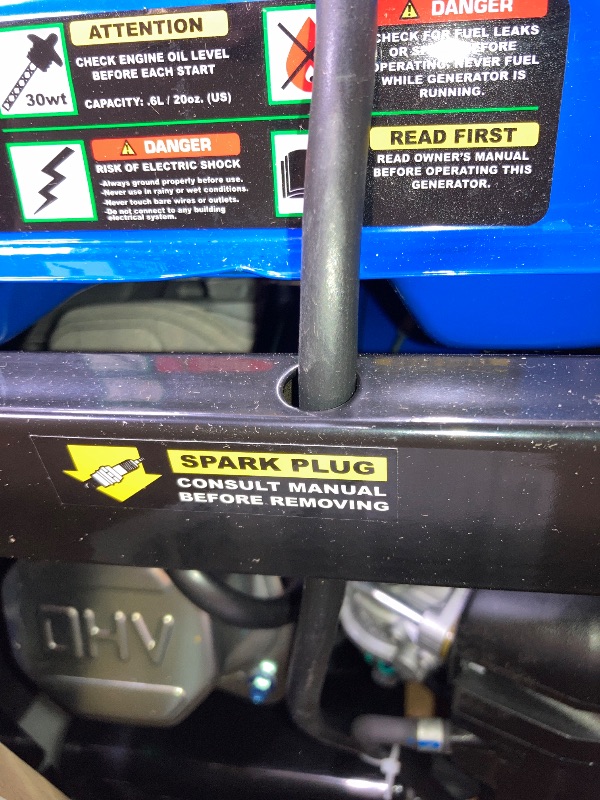 ATTENTION
CHECK ENGINE OIL LEVEL
BEFORE EACH START
CAPACITY: .6L / 20oz. (US)
30wt
DANGER
CHECK FOR FUEL LEAKS
OR BEFORE
OPERATING. NEVER FUEL
WHILE GENERATOR IS
RUNNING.
DANGER
RISK OF ELECTRIC SHOCK
-Always ground properly before use.
-Never use in rainy or wet conditions.
-Never touch bare wires or outlets.
-Do not connect to any building
electrical system.
READ FIRST
READ OWNER'S MANUAL
BEFORE OPERATING THIS
GENERATOR.
SPARK PLUG
CONSULT MANUAL
BEFORE REMOVING
OHV